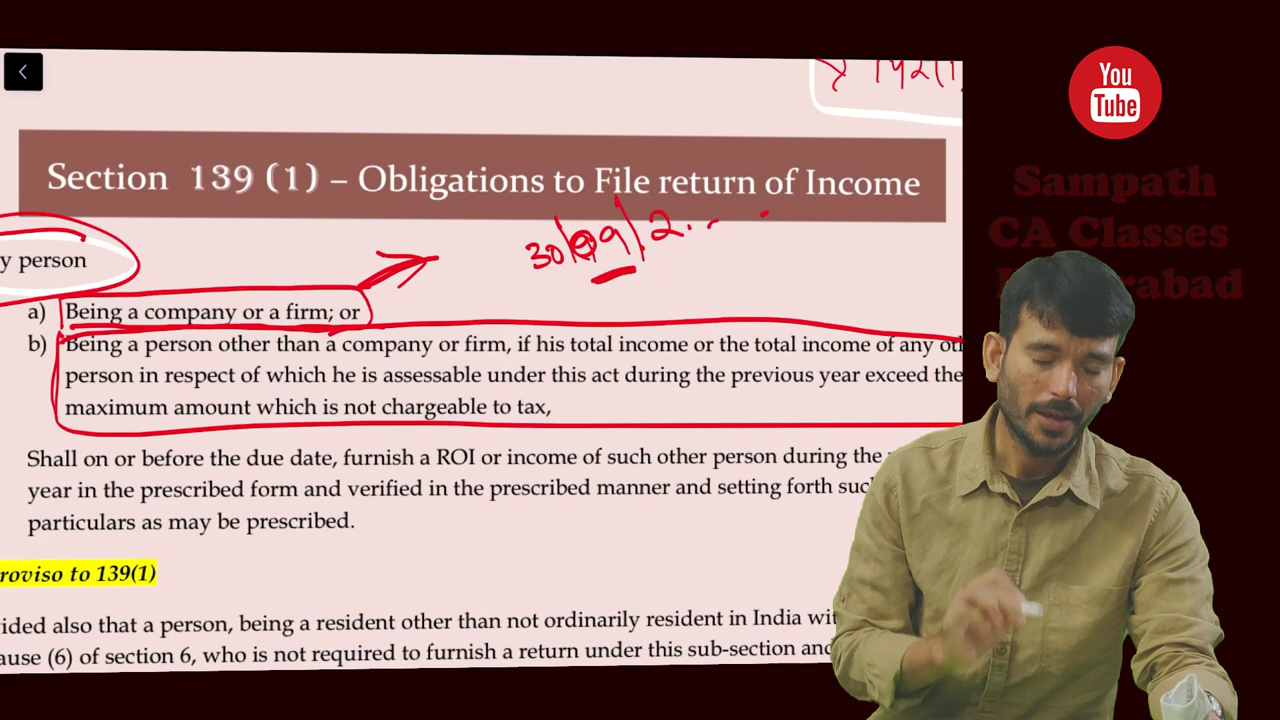 You
Tube
142(1
Section 139 (1) – Obligations to File return of Income
Sampath
CA Classes
30/09/2...
y person
a) Being a company or a firm; or
b) Being a person other than a company or firm, if his total income or the total income of any
person in respect of which he is assessable under this act during the previous year exceed the
maximum amount which is not chargeable to tax,
Shall on or before the due date, furnish a ROI or income of such other person during the
year in the prescribed form and verified in the prescribed manner and setting forth
particulars as may be prescribed.
roviso to 139(1)
ided also that a person, being a resident other than not ordinarily resident in India
ause (6) of section 6, who is not required to furnish a return under this sub-section and